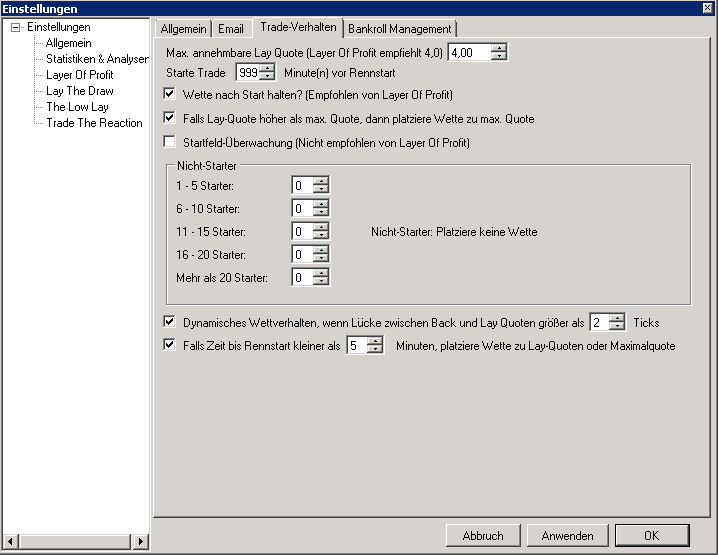 Einstellungen
Einstellungen
Allgemein
Statistiken & Analysen
Layer Of Profit
Lay The Draw
The Low Lay
Trade The Reaction
Allgemein Email Trade-Verhalten Bankroll Management
Max. annehmbare Lay Quote (Layer Of Profit empfiehlt 4,0) 4,00
Starte Trade 999 Minute(n) vor Rennstart
Wette nach Start halten? (Empfohlen von Layer Of Profit)
Falls Lay-Quote höher als max. Quote, dann platziere Wette zu max. Quote
Startfeld-Überwachung (Nicht empfohlen von Layer Of Profit)
Nicht-Starter
1 - 5 Starter: 0
6 - 10 Starter: 0
11 - 15 Starter: 0 Nicht-Starter: Platziere keine Wette
16 - 20 Starter: 0
Mehr als 20 Starter: 0
Dynamisches Wettverhalten, wenn Lücke zwischen Back und Lay Quoten größer als 2 Ticks
Falls Zeit bis Rennstart kleiner als 5 Minuten, platziere Wette zu Lay-Quoten oder Maximalquote
Abbruch Anwenden OK